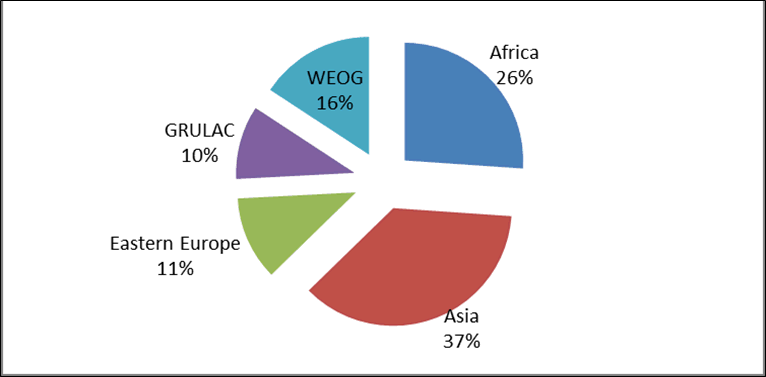 Africa
26%
Asia
37%
Eastern Europe
11%
GRULAC
10%
WEOG
16%